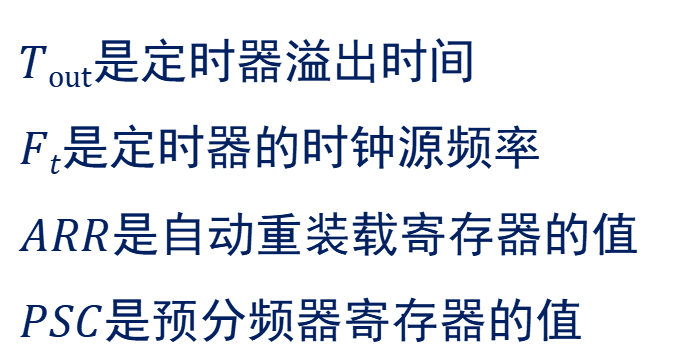 T_out是定时器溢出时间
F_t是定时器的时钟源频率
ARR是自动重装载寄存器的值
PSC是预分频器寄存器的值